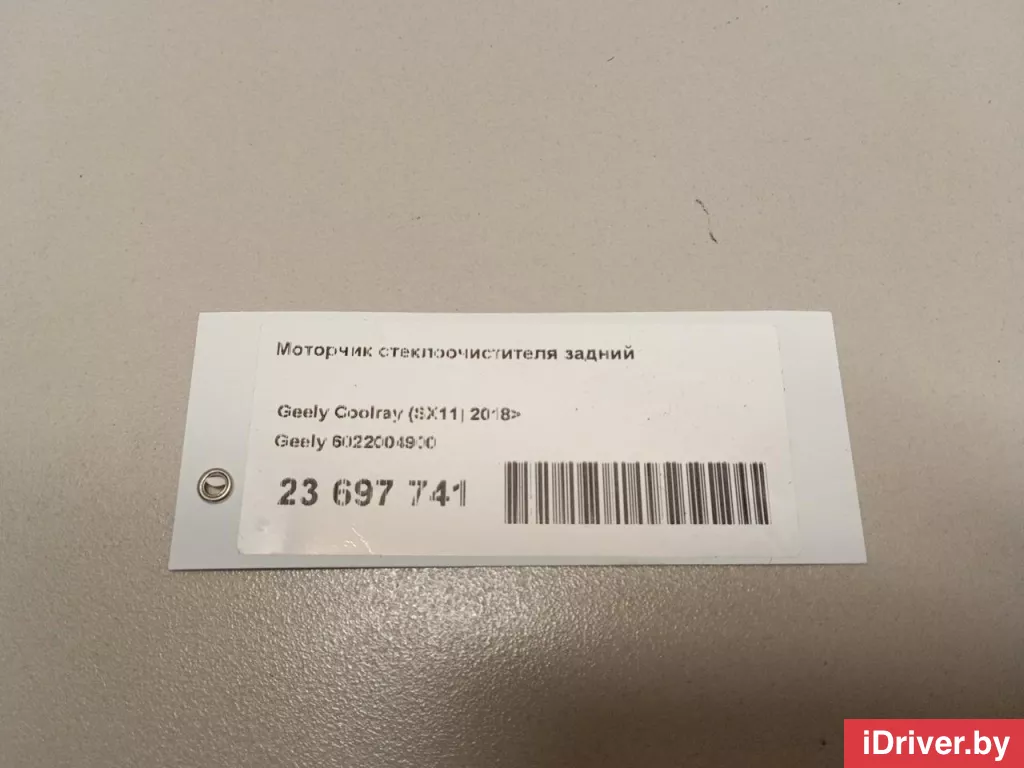 Моторчик стеклоочистителя задний
Geely Coolray (SX11) 2018>
Geely 6022004900
23 697 741
iDriver.by